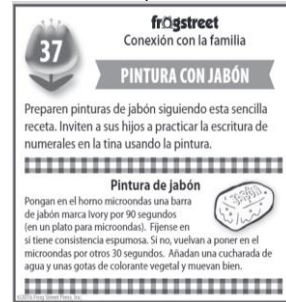 frogstreet
Conexión con la familia
37
PINTURA CON JABÓN
Preparen pinturas de jabón siguiendo esta sencilla
receta. Inviten a sus hijos a practicar la escritura de
numerales en la tina usando la pintura.
Pintura de jabón
Pongan en el horno microondas una barra
de jabón marca Ivory por 90 segundos
(en un plato para microondas). Fíjense en
si tiene consistencia espumosa. Si no, vuelvan a poner en el
microondas por otros 30 segundos. Añadan una cucharada de
agua y unas gotas de colorante vegetal y muevan bien.
Frog Street Press, Inc.